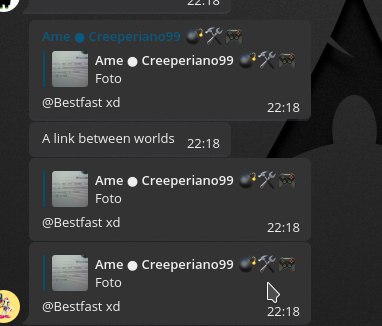 22:18
Ame ● Creeperiano99 💣⚒🎮
Ame ● Creeperiano99 💣⚒🎮
Foto
@Bestfast xd
22:18
A link between worlds
22:18
Ame ● Creeperiano99 💣⚒🎮
Foto
@Bestfast xd
22:18
Ame ● Creeperiano99 💣⚒🎮
Foto
@Bestfast xd
22:18